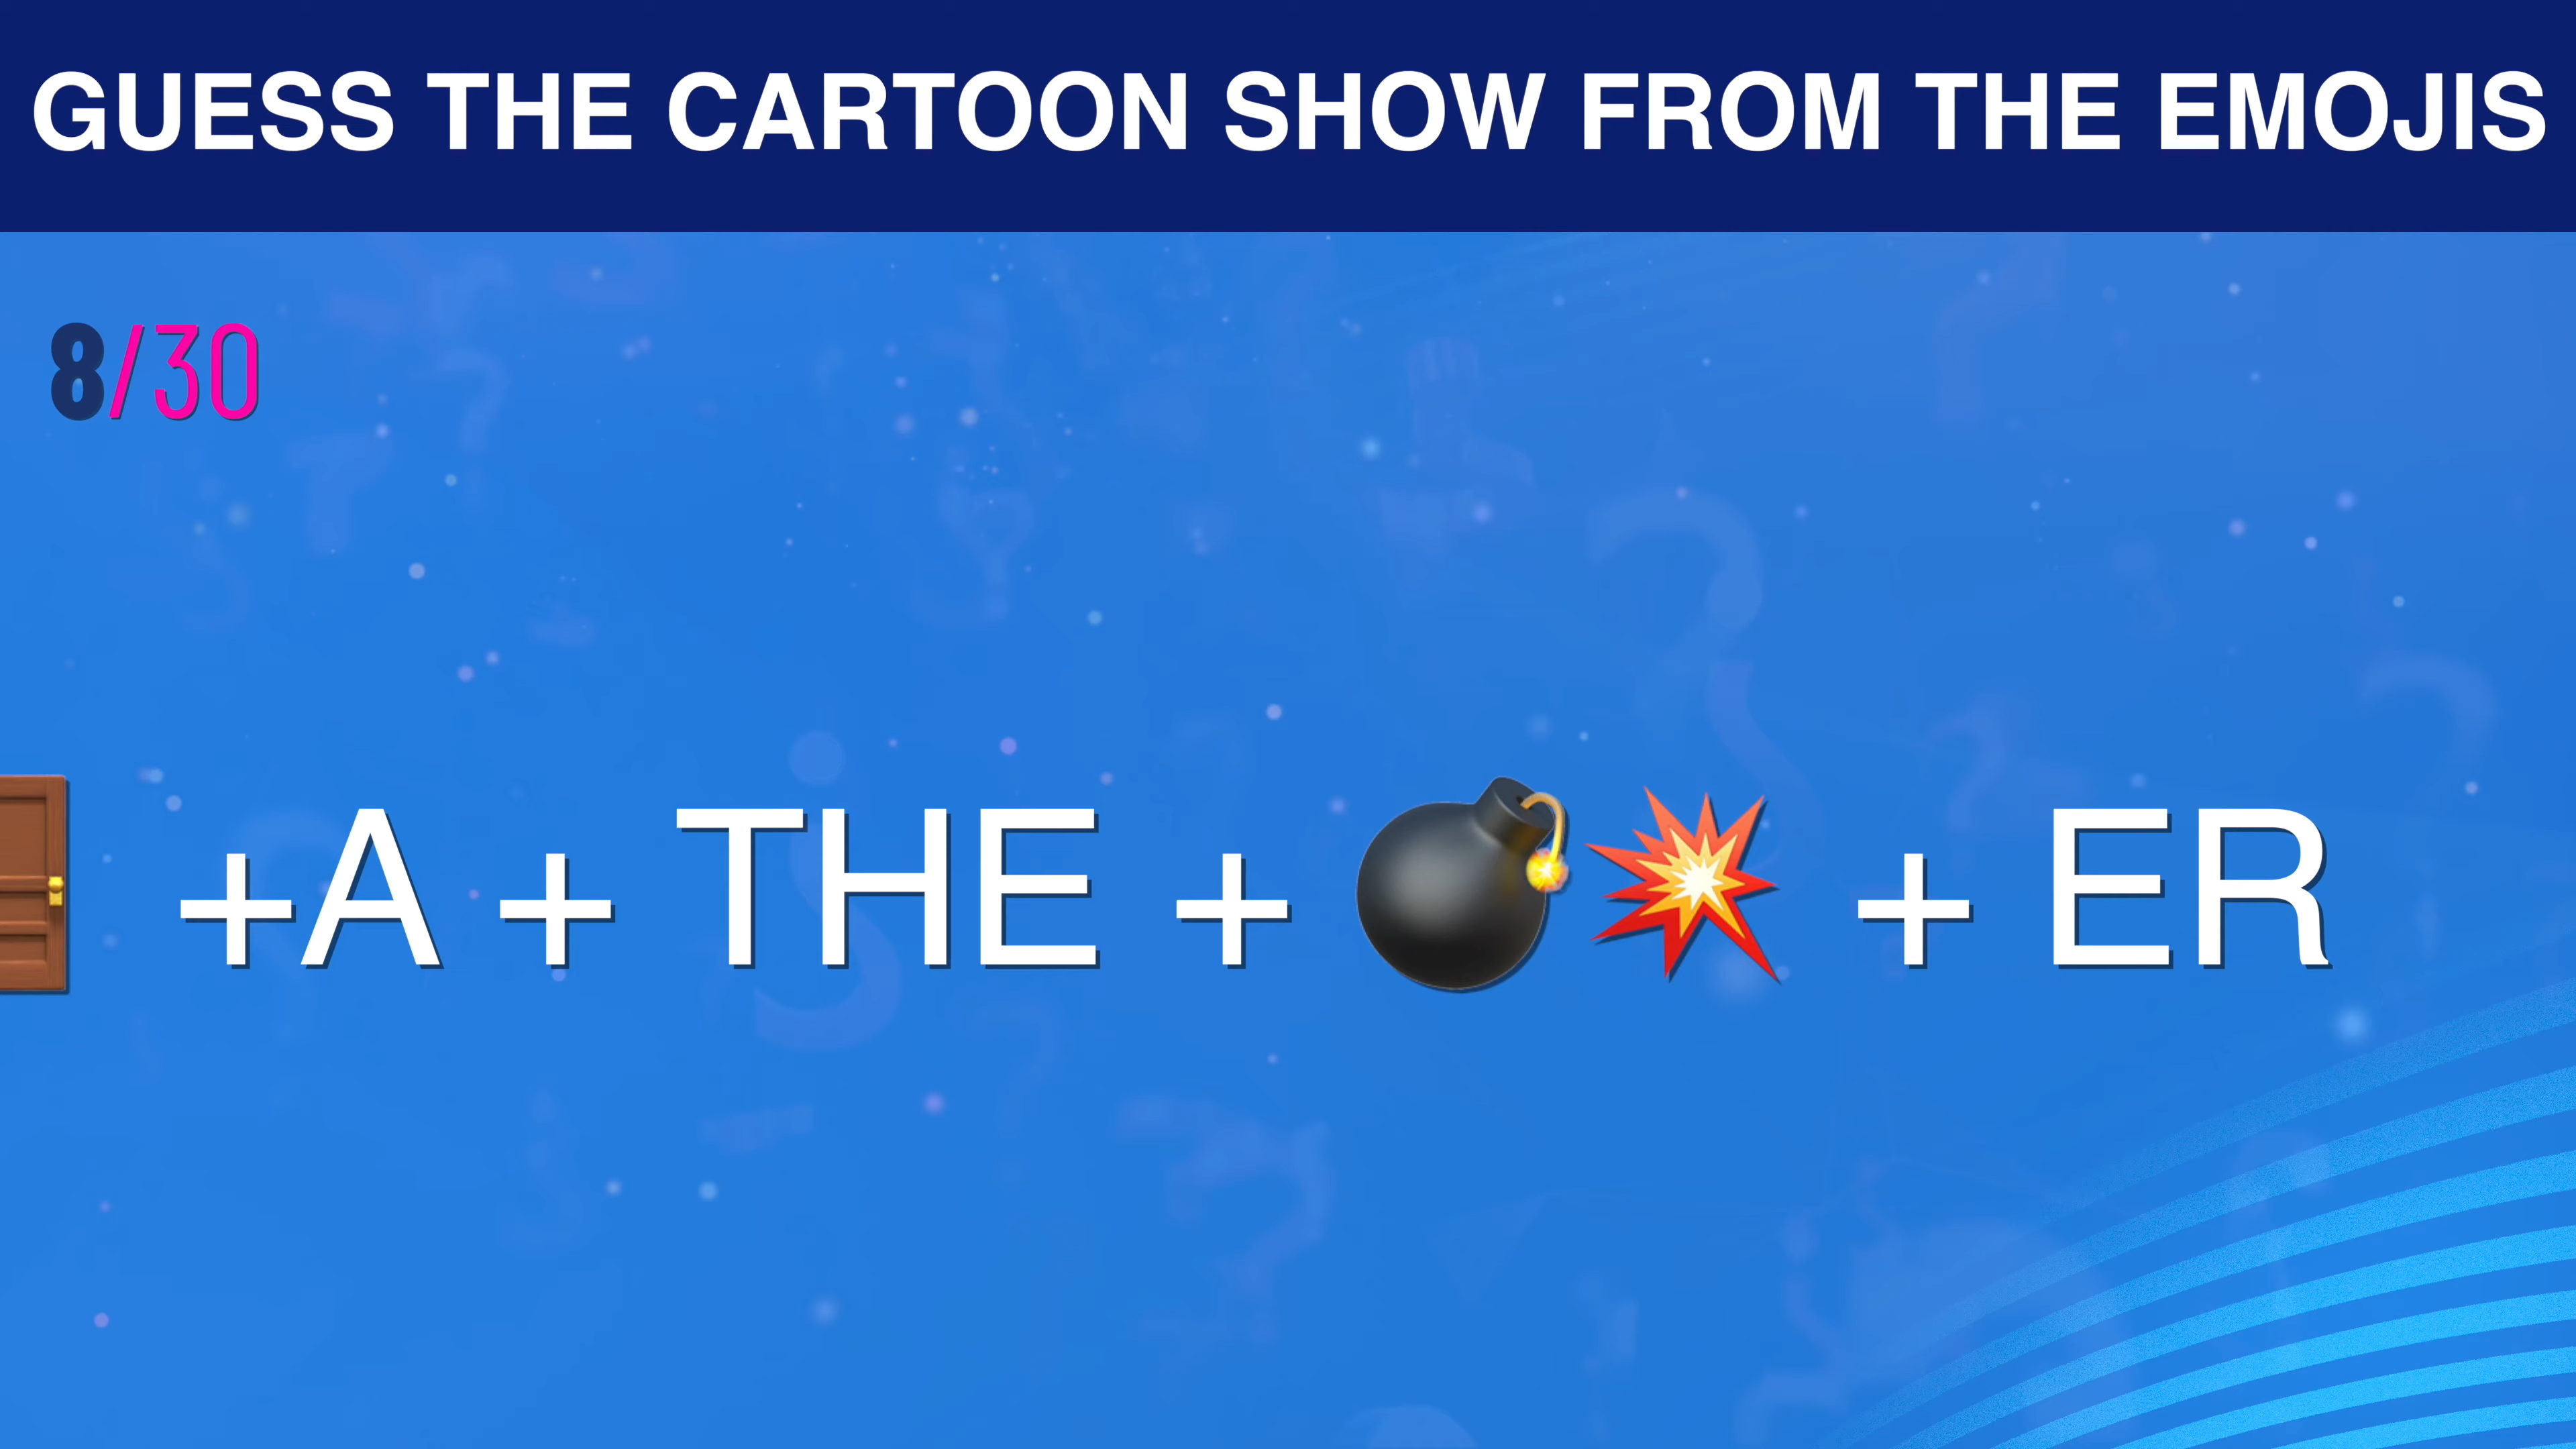 GUESS THE CARTOON SHOW FROM THE EMOJIS
8/30
+A + THE + + ER